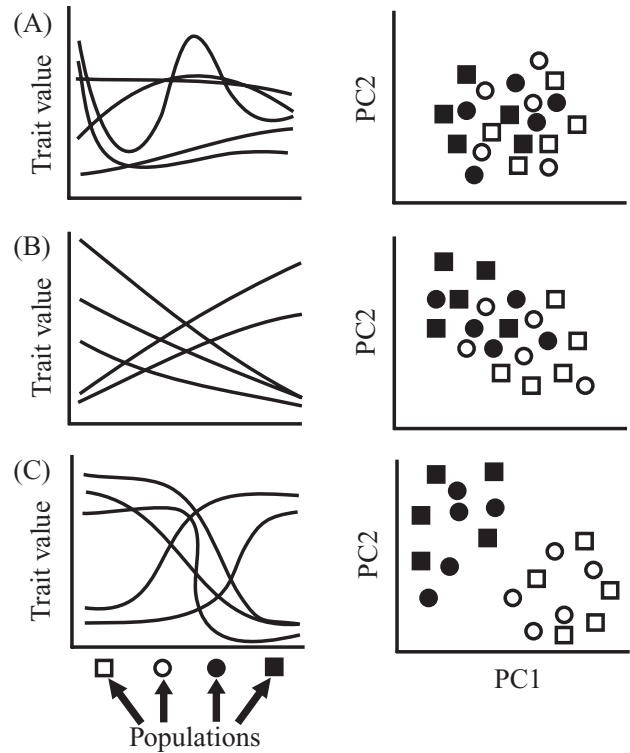 (A)
Trait value
PC2
(B)
Trait value
PC2
(C)
Trait value
PC2
PC1
Populations